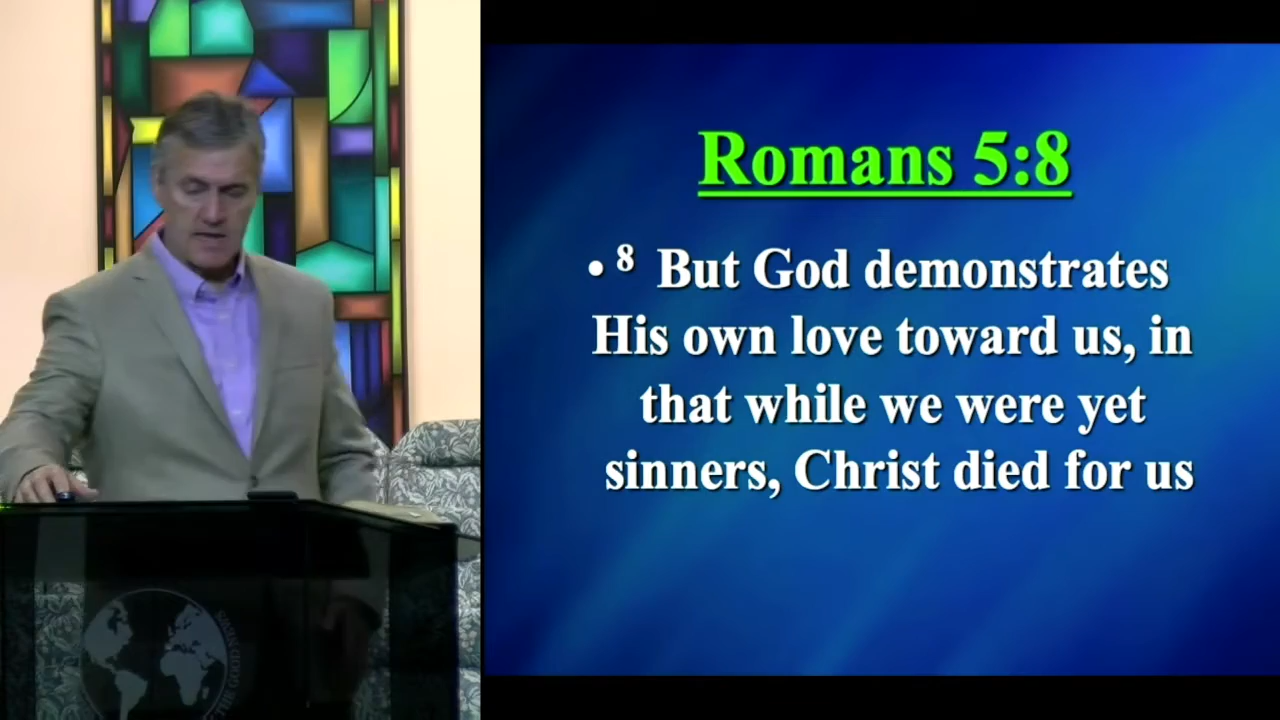 Romans 5:8
• 8 But God demonstrates
His own love toward us, in
that while we were yet
sinners, Christ died for us